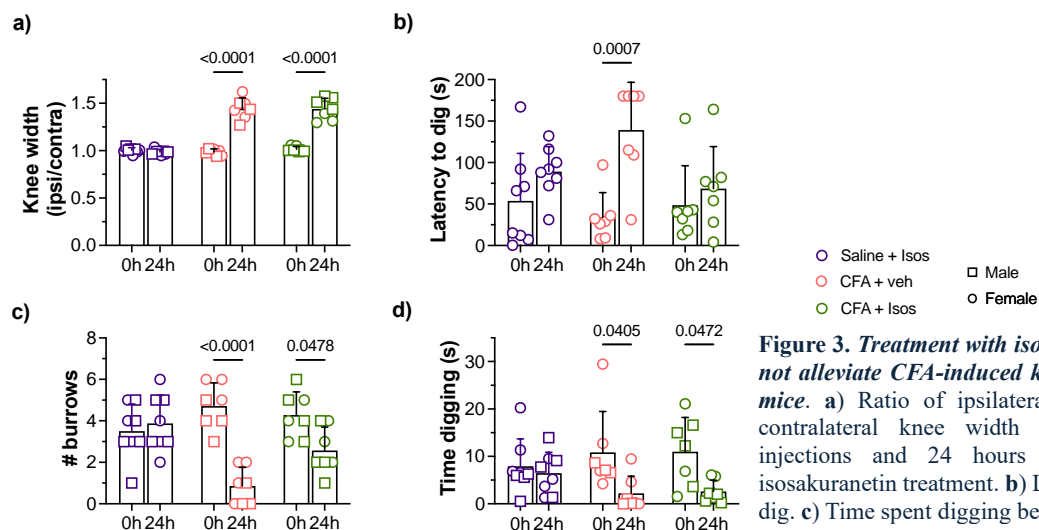 a)
<0.0001
<0.0001
Knee width
(ipsi/contra)
1.5
1.0
0.5
0.0
0h 24h
0h 24h
0h 24h
b)
0.0007
Latency to dig (s)
200
150
100
50
0
0h 24h
0h 24h
0h 24h
Saline + Isos
CFA + veh
CFA + Isos
Male
Female
c)
<0.0001
0.0478
# burrows
8
6
4
2
0
0h 24h
0h 24h
0h 24h
d)
0.0405
0.0472
Time digging (s)
30
20
10
0
0h 24h
0h 24h
0h 24h
Figure 3. Treatment with iso
not alleviate CFA-induced k
mice. a) Ratio of ipsilatera
contralateral knee width
injections and 24 hours
isosakuranetin treatment. b) L
dig. c) Time spent digging be